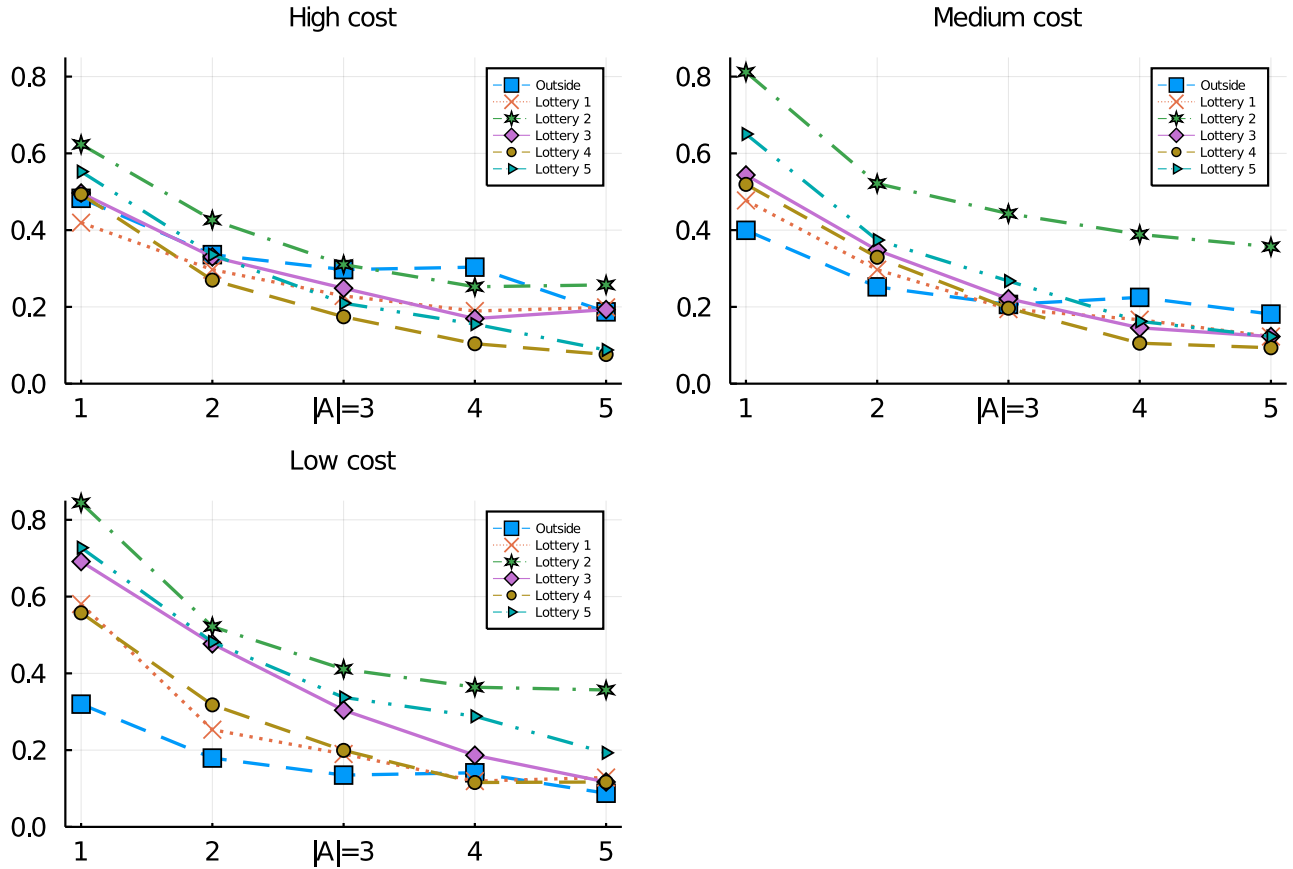 High cost
0.8
0.6
0.4
0.2
0.0
1 2 |A|=3 4 5
Outside
Lottery 1
Lottery 2
Lottery 3
Lottery 4
Lottery 5
Medium cost
0.8
0.6
0.4
0.2
0.0
1 2 |A|=3 4 5
Outside
Lottery 1
Lottery 2
Lottery 3
Lottery 4
Lottery 5
Low cost
0.8
0.6
0.4
0.2
0.0
1 2 |A|=3 4 5
Outside
Lottery 1
Lottery 2
Lottery 3
Lottery 4
Lottery 5